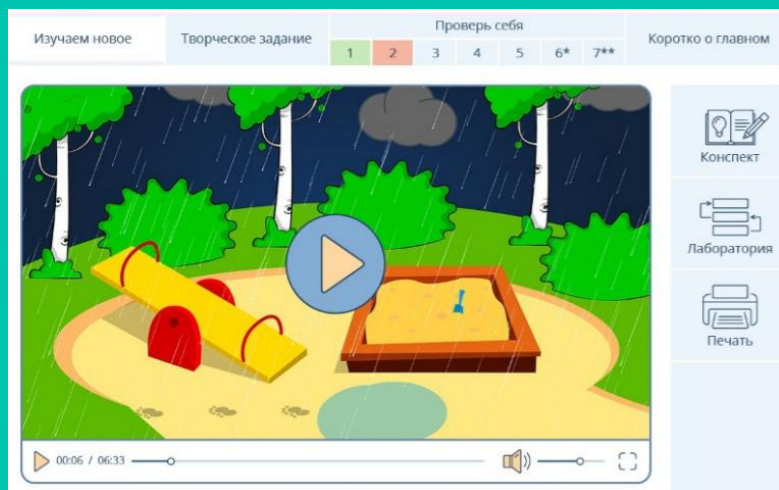 Изучаем новое
Творческое задание
Проверь себя
1 2 3 4 5 6* 7**
Коротко о главном
Конспект
Лаборатория
Печать
00:06 / 06:33